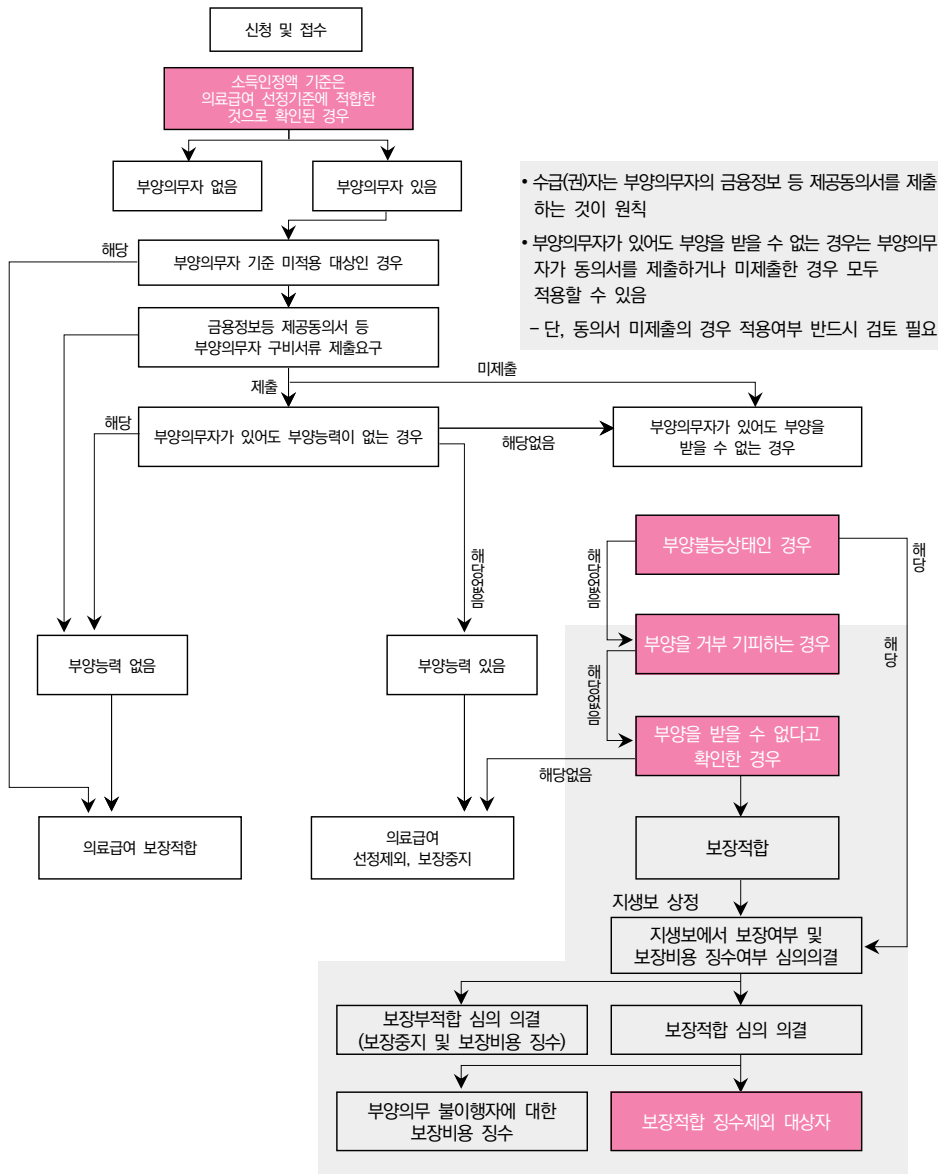 신청 및 접수
소득인정액 기준은
의료급여 선정기준에 적합한
것으로 확인된 경우
부양의무자 없음
부양의무자 있음
• 수급(권)자는 부양의무자의 금융정보 등 제공동의서를 제출
하는 것이 원칙
• 부양의무자가 있어도 부양을 받을 수 없는 경우는 부양의무
자가 동의서를 제출하거나 미제출한 경우 모두
적용할 수 있음
- 단, 동의서 미제출의 경우 적용여부 반드시 검토 필요
해당
부양의무자 기준 미적용 대상인 경우
금융정보등 제공동의서 등
부양의무자 구비서류 제출요구
제출
미제출
해당
부양의무자가 있어도 부양능력이 없는 경우
해당없음
부양의무자가 있어도 부양을
받을 수 없는 경우
해당없음
부양불능상태인 경우
해당없음
해당
부양능력 없음
부양능력 있음
부양을 거부 기피하는 경우
해당
해당없음
부양을 받을 수 없다고
확인한 경우
해당없음
의료급여 보장적합
의료급여
선정제외, 보장중지
보장적합
지생보 상정
지생보에서 보장여부 및
보장비용 징수여부 심의의결
보장부적합 심의 의결
(보장중지 및 보장비용 징수)
보장적합 심의 의결
부양의무 불이행자에 대한
보장비용 징수
보장적합 징수제외 대상자